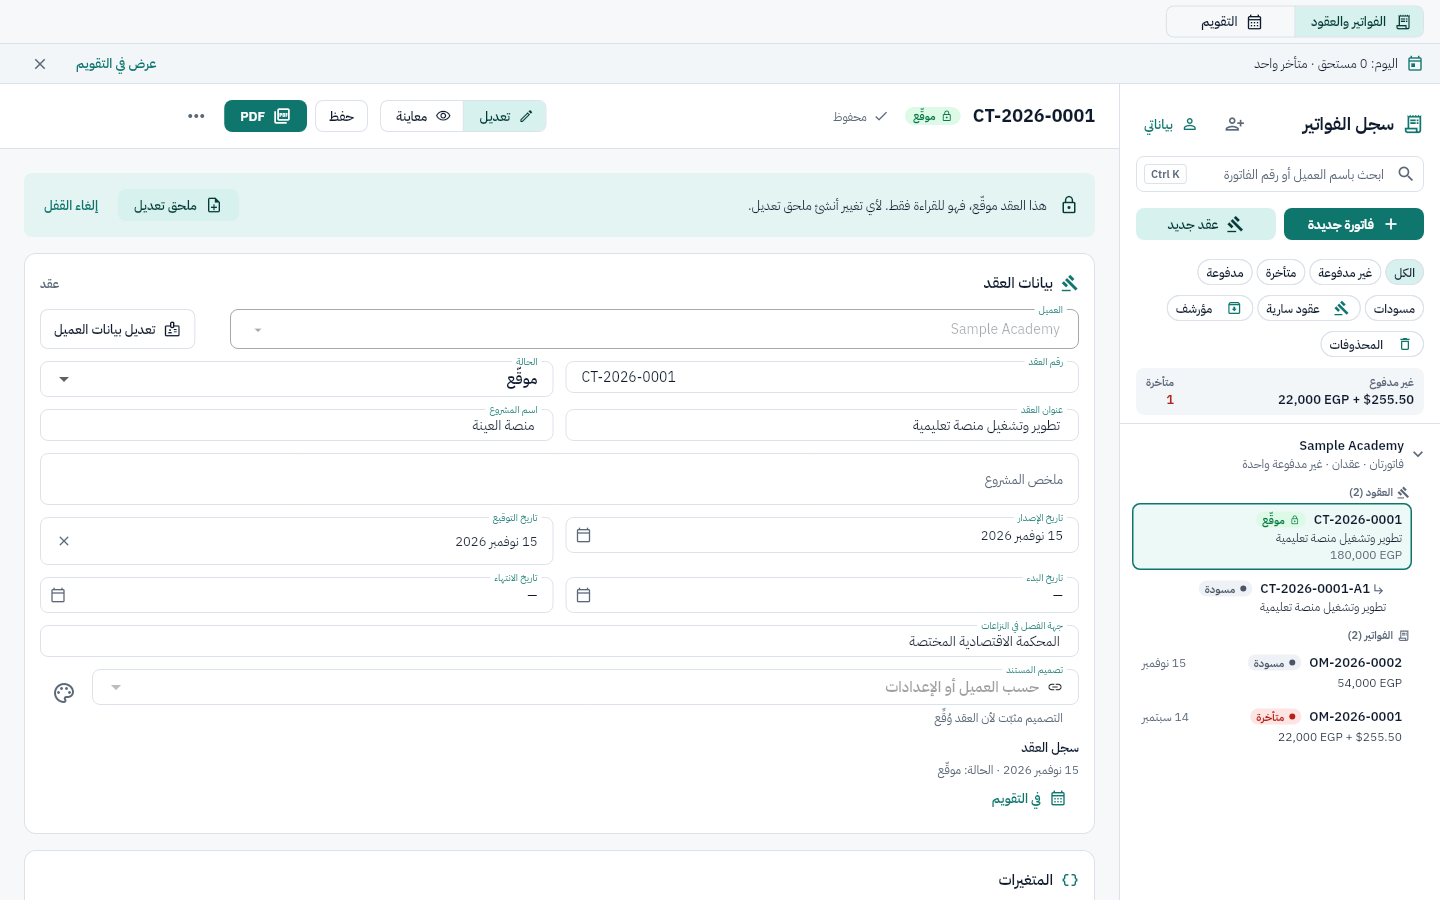 الفواتير والعقود
التقويم
اليوم: 0 مستحق · متأخر واحد
عرض في التقويم
سجل الفواتير
بياناتي
ابحث باسم العميل أو رقم الفاتورة
Ctrl K
فاتورة جديدة
عقد جديد
الكل
غير مدفوعة
متأخرة
مدفوعة
مسودات
عقود سارية
مؤرشف
المحذوفات
غير مدفوع
متأخرة
22,000 EGP + $255.50
1
Sample Academy
فاتورتان · عقدان · غير مدفوعة واحدة
العقود (2)
CT-2026-0001
موقّع
تطوير وتشغيل منصة تعليمية
180,000 EGP
CT-2026-0001-A1
مسودة
تطوير وتشغيل منصة تعليمية
الفواتير (2)
OM-2026-0002
مسودة
15 نوفمبر
54,000 EGP
OM-2026-0001
متأخرة
14 سبتمبر
22,000 EGP + $255.50
CT-2026-0001
موقّع
محفوظ
تعديل
معاينة
حفظ
PDF
هذا العقد موقّع، فهو للقراءة فقط. لأي تغيير أنشئ ملحق تعديل.
ملحق تعديل
إلغاء القفل
بيانات العقد
عقد
العميل
Sample Academy
تعديل بيانات العميل
رقم العقد
CT-2026-0001
الحالة
موقّع
عنوان العقد
تطوير وتشغيل منصة تعليمية
اسم المشروع
منصة العينة
ملخص المشروع
تاريخ الإصدار
15 نوفمبر 2026
تاريخ التوقيع
15 نوفمبر 2026
تاريخ البدء
—
تاريخ الانتهاء
—
جهة الفصل في النزاعات
المحكمة الاقتصادية المختصة
تصميم المستند
حسب العميل أو الإعدادات
التصميم مثبّت لأن العقد وُقِّع
سجل العقد
15 نوفمبر 2026 · الحالة: موقّع
في التقويم
المتغيرات